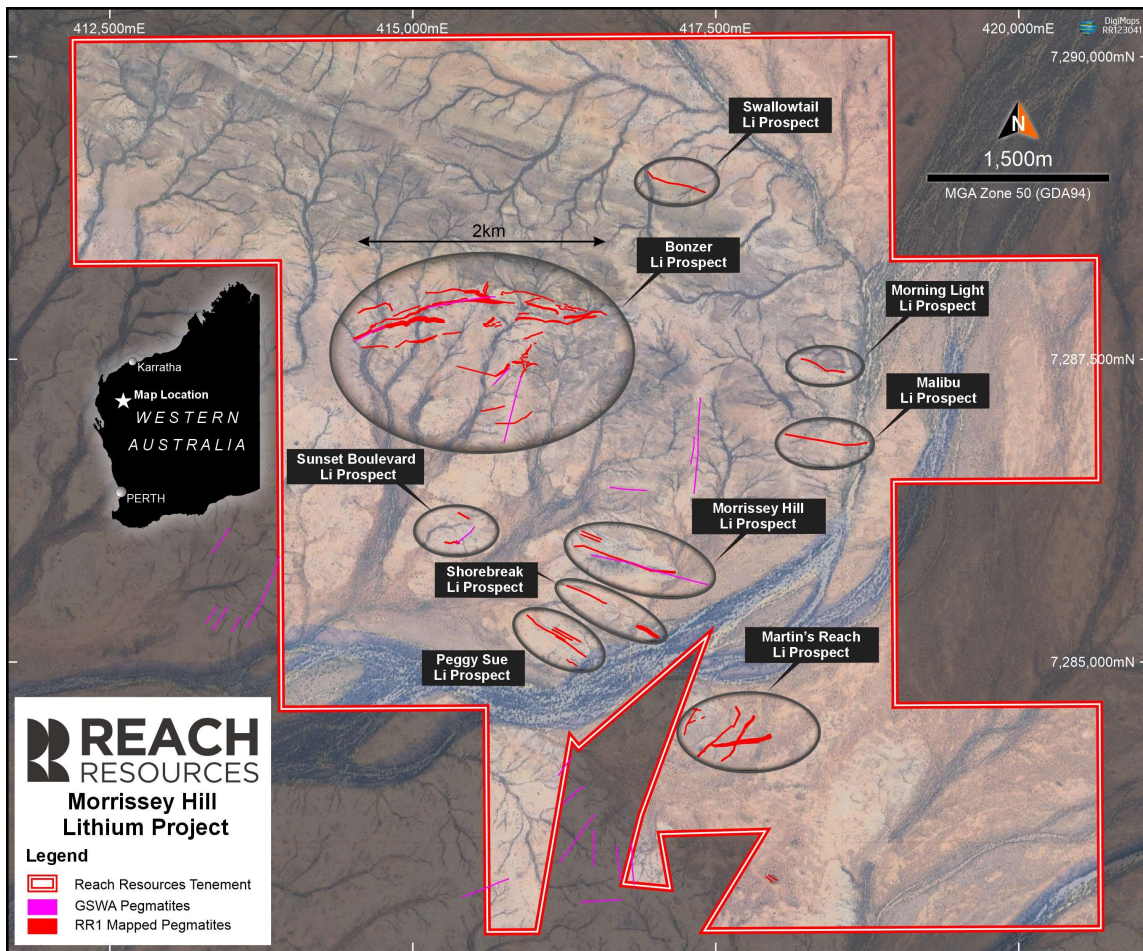 412,500mE
415,000mE
417,500mE
420,000mE
DigiMaps
RR123041
7,290,000mN
Swallowtail
Li Prospect
N
1,500m
MGA Zone 50 (GDA94)
2km
Bonzer
Li Prospect
Morning Light
Li Prospect
7,287,500mN
Karratha
Map Location
WESTERN
AUSTRALIA
PERTH
Malibu
Li Prospect
Sunset Boulevard
Li Prospect
Morrissey Hill
Li Prospect
Shorebreak
Li Prospect
Martin's Reach
Li Prospect
Peggy Sue
Li Prospect
7,285,000mN
REACH
RESOURCES
Morrissey Hill
Lithium Project
Legend
Reach Resources Tenement
GSWA Pegmatites
RR1 Mapped Pegmatites